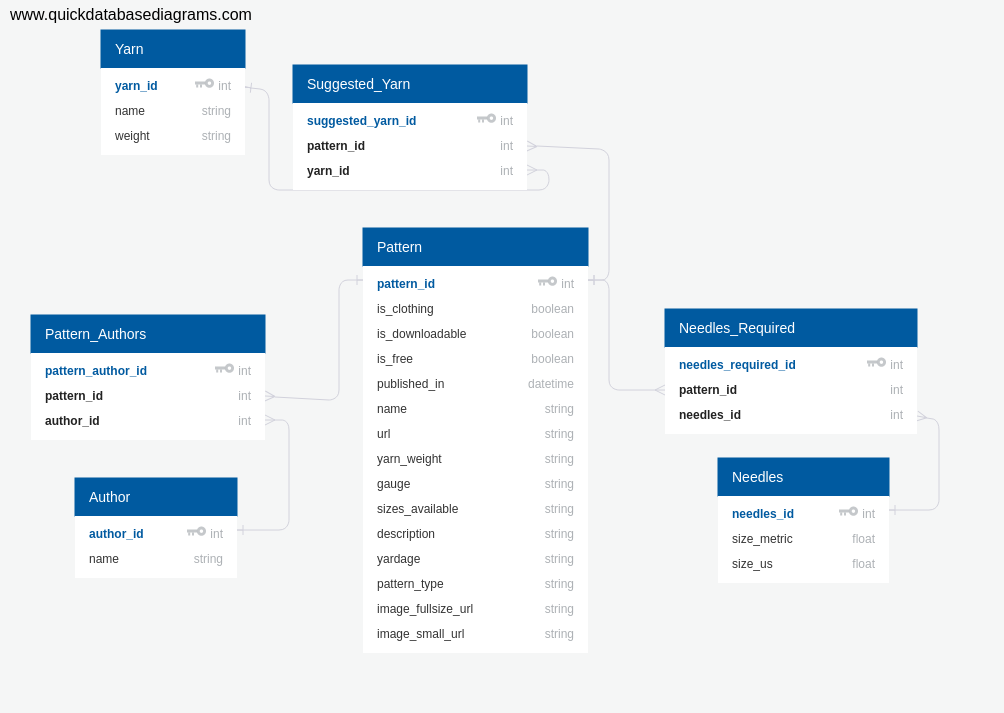 www.quickdatabasediagrams.com
Yarn
yarn_id int
name string
weight string
Suggested_Yarn
suggested_yarn_id int
pattern_id int
yarn_id int
Pattern
pattern_id int
is_clothing boolean
is_downloadable boolean
is_free boolean
published_in datetime
name string
url string
yarn_weight string
gauge string
sizes_available string
description string
yardage string
pattern_type string
image_fullsize_url string
image_small_url string
Pattern_Authors
pattern_author_id int
pattern_id int
author_id int
Author
author_id int
name string
Needles_Required
needles_required_id int
pattern_id int
needles_id int
Needles
needles_id int
size_metric float
size_us float